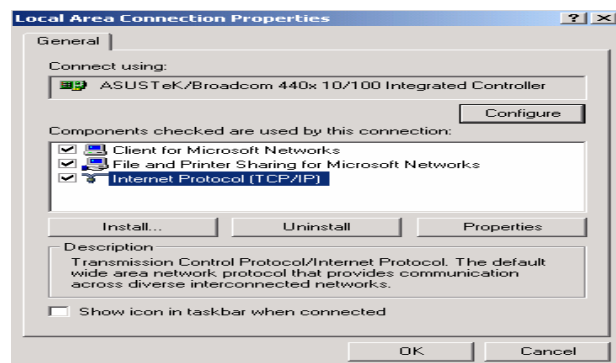 Local Area Connection Properties
General
Connect using:
ASUSTeK/Broadcom 440x 10/100 Integrated Controller
Configure
Components checked are used by this connection:
Client for Microsoft Networks
File and Printer Sharing for Microsoft Networks
Internet Protocol (TCP/IP)
Install... Uninstall Properties
Description
Transmission Control Protocol/Internet Protocol. The default
wide area network protocol that provides communication
across diverse interconnected networks.
Show icon in taskbar when connected
OK Cancel